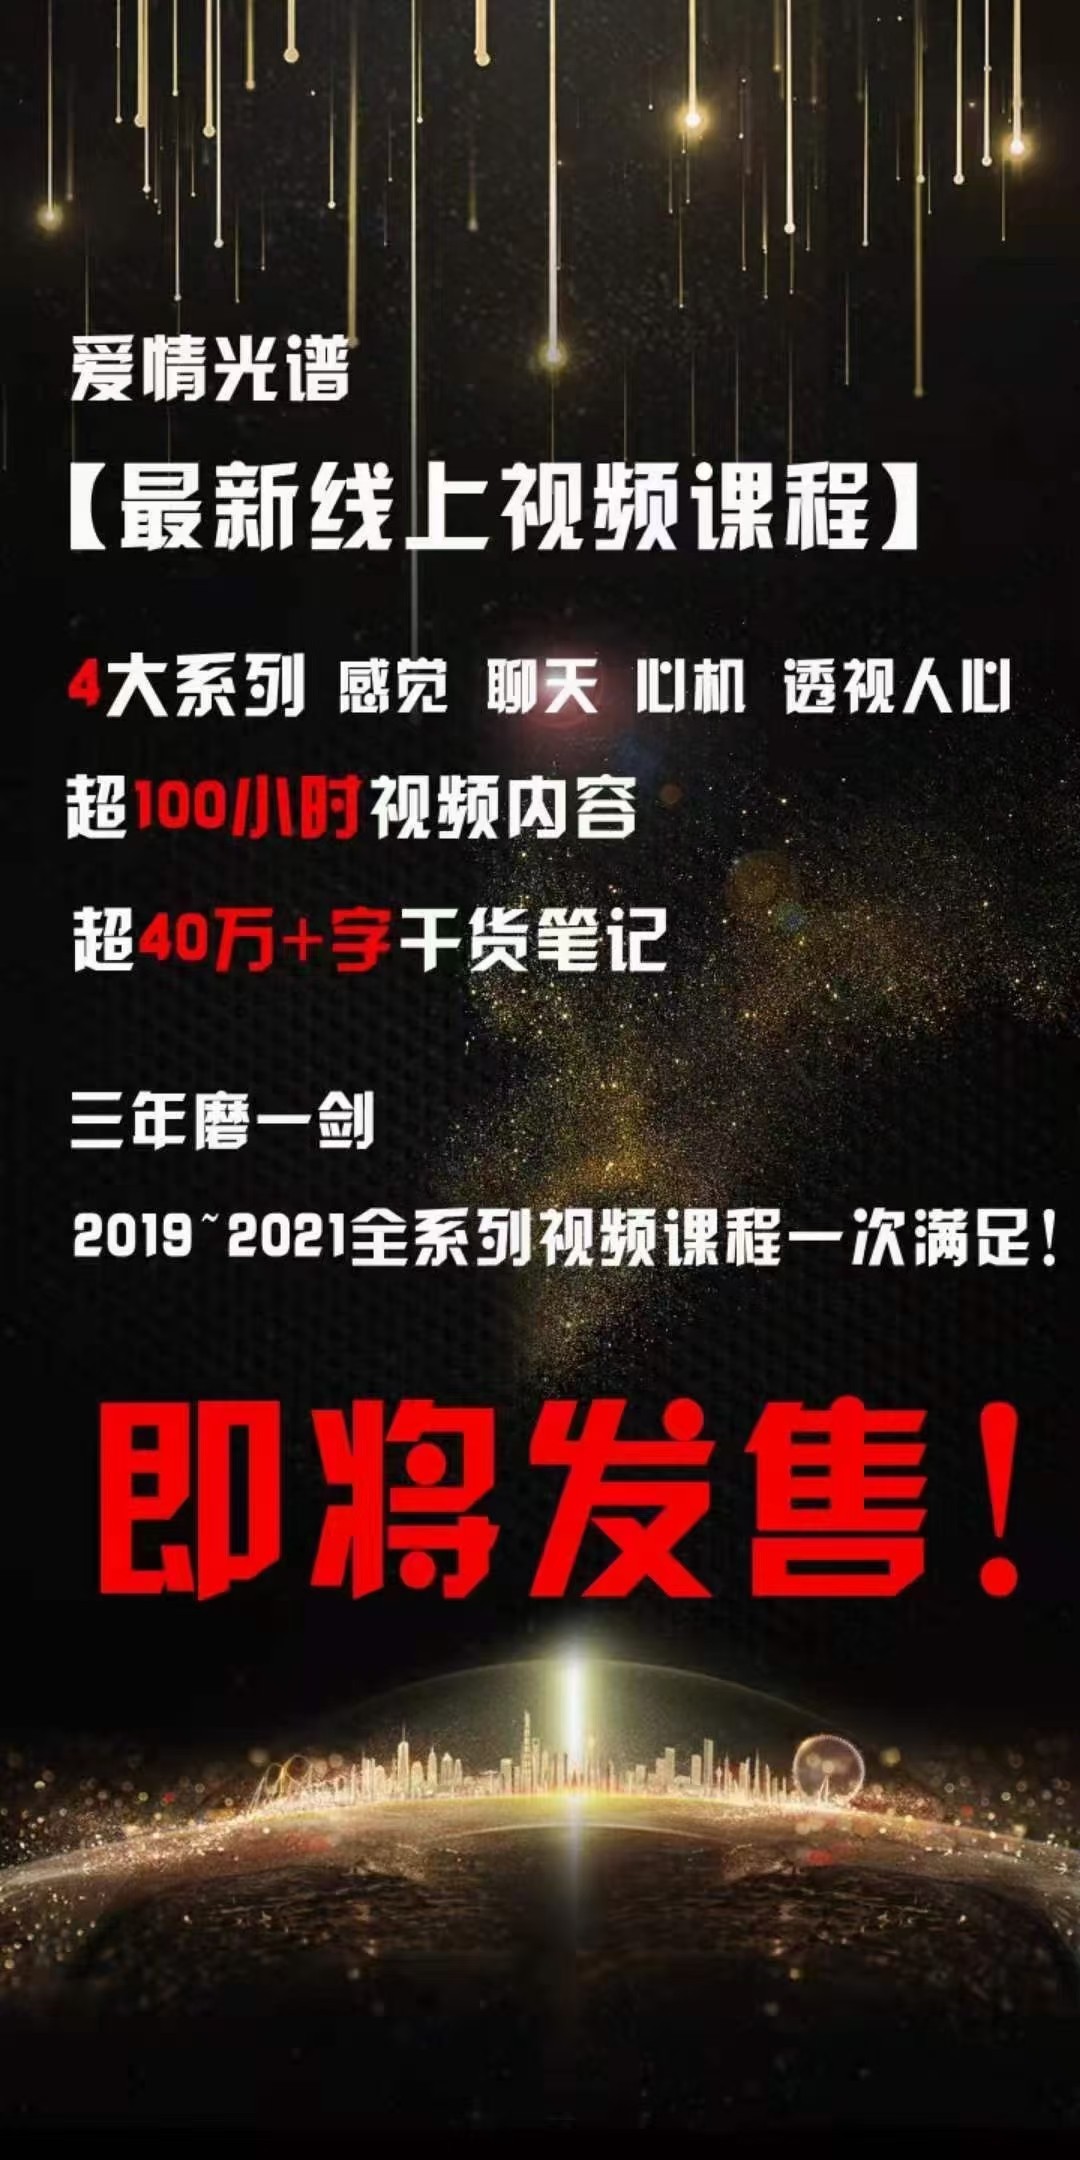 爱情光谱
【最新线上视频课程】
4大系列 感觉 聊天 心机 透视人心
超100小时视频内容
超40万+字干货笔记
三年磨一剑
2019~2021全系列视频课程一次满足！
即将发售！